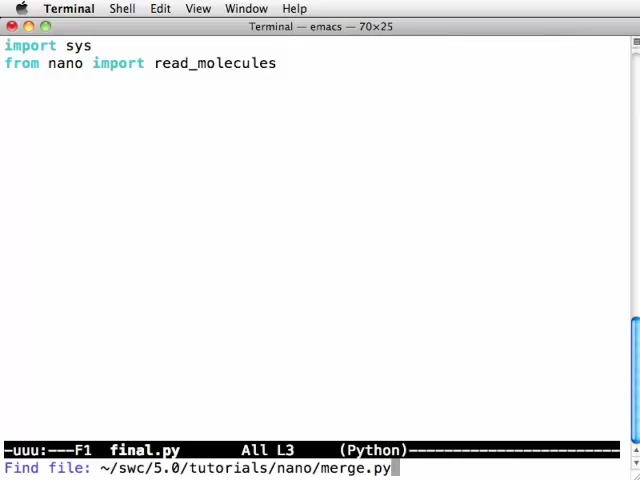 Terminal Shell Edit View Window Help
Terminal — emacs — 70×25
import sys
from nano import read_molecules
-uuu:---F1 final.py All L3 (Python)----------------------------
Find file: ~/swc/5.0/tutorials/nano/merge.py